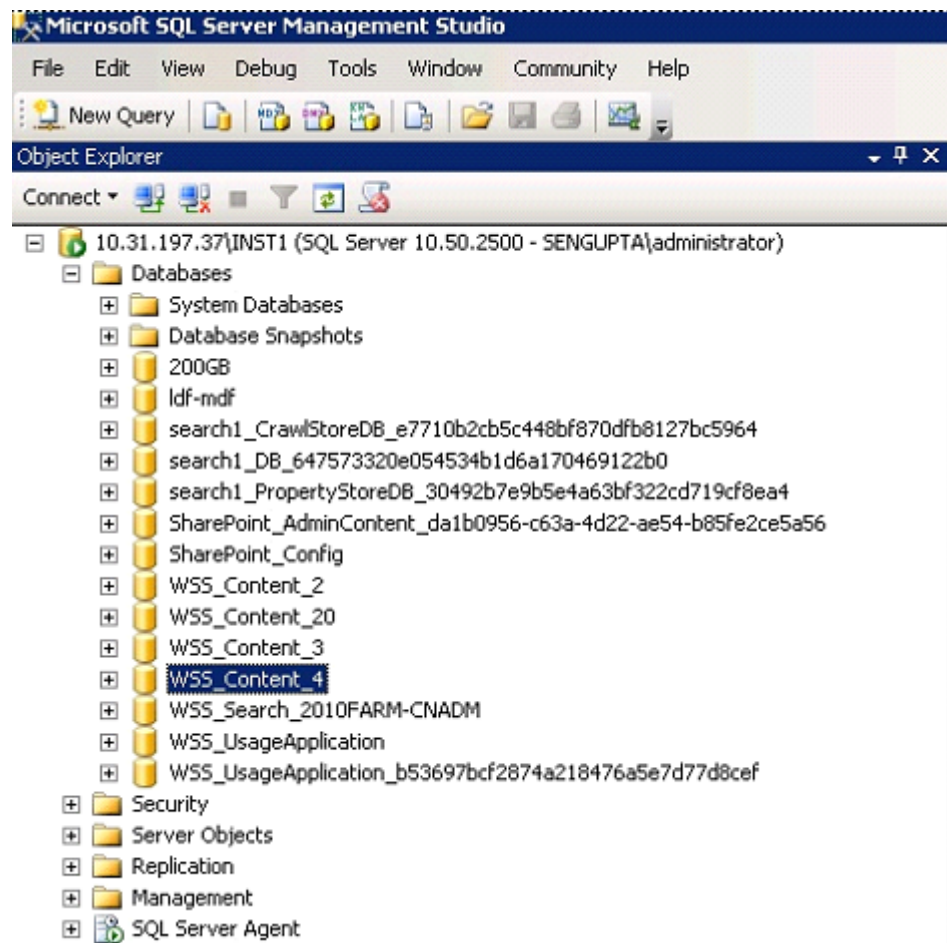 Microsoft SQL Server Management Studio
File Edit View Debug Tools Window Community Help
New Query
Object Explorer
Connect
10.31.197.37\INST1 (SQL Server 10.50.2500 - SENGUPTA\administrator)
Databases
System Databases
Database Snapshots
200GB
ldf-mdf
search1_CrawlStoreDB_e7710b2cb5c448bf870dfb8127bc5964
search1_DB_647573320e054534b1d6a170469122b0
search1_PropertyStoreDB_30492b7e9b5e4a63bf322cd719cf8ea4
SharePoint_AdminContent_da1b0956-c63a-4d22-ae54-b85fe2ce5a56
SharePoint_Config
WSS_Content_2
WSS_Content_20
WSS_Content_3
WSS_Content_4
WSS_Search_2010FARM-CNADM
WSS_UsageApplication
WSS_UsageApplication_b53697bcf2874a218476a5e7d77d8cef
Security
Server Objects
Replication
Management
SQL Server Agent